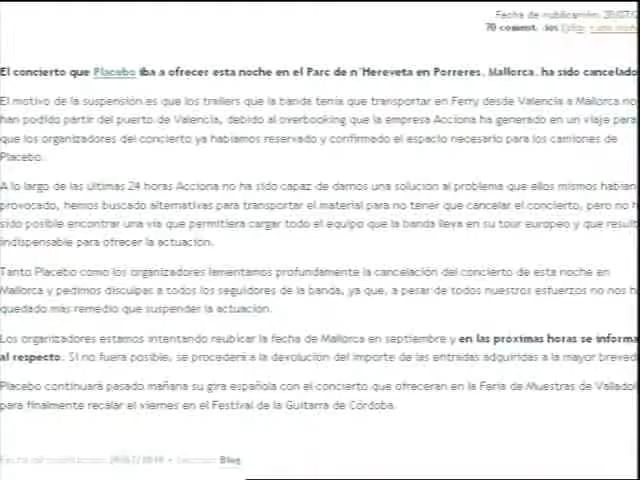 Fecha de publicación: 20/07/2
70 coment.
El concierto que Placebo iba a ofrecer esta noche en el Parc de n'Hereveta en Porreres, Mallorca, ha sido cancelado
El motivo de la suspensión es que los trailers que la banda tenía que transportar en Ferry desde Valencia a Mallorca no
han podido partir del puerto de Valencia, debido al overbooking que la empresa Acciona ha generado en un viaje para
que los organizadores del concierto ya habíamos reservado y confirmado el espacio necesario para los camiones de
Placebo.
A lo largo de las últimas 24 horas Acciona no ha sido capaz de darnos una solución al problema que ellos mismos habían
provocado, hemos buscado alternativas para transportar el material para no tener que cancelar el concierto, pero no h
sido posible encontrar una vía que permitiera cargar todo el equipo que la banda lleva en su tour europeo y que result
indispensable para ofrecer la actuación.
Tanto Placebo como los organizadores lamentamos profundamente la cancelación del concierto de esta noche en
Mallorca y pedimos disculpas a todos los seguidores de la banda, ya que, a pesar de todos nuestros esfuerzos no nos h
quedado más remedio que suspender la actuación.
Los organizadores estamos intentando reubicar la fecha de Mallorca en septiembre y en las próximas horas se informa
al respecto. Si no fuera posible, se procederá a la devolución del importe de las entradas adquiridas a la mayor breved
Placebo continuará pasado mañana su gira española con el concierto que ofrecerán en la Feria de Muestras de Vallado
para finalmente recalar el viernes en el Festival de la Guitarra de Córdoba.
Blog